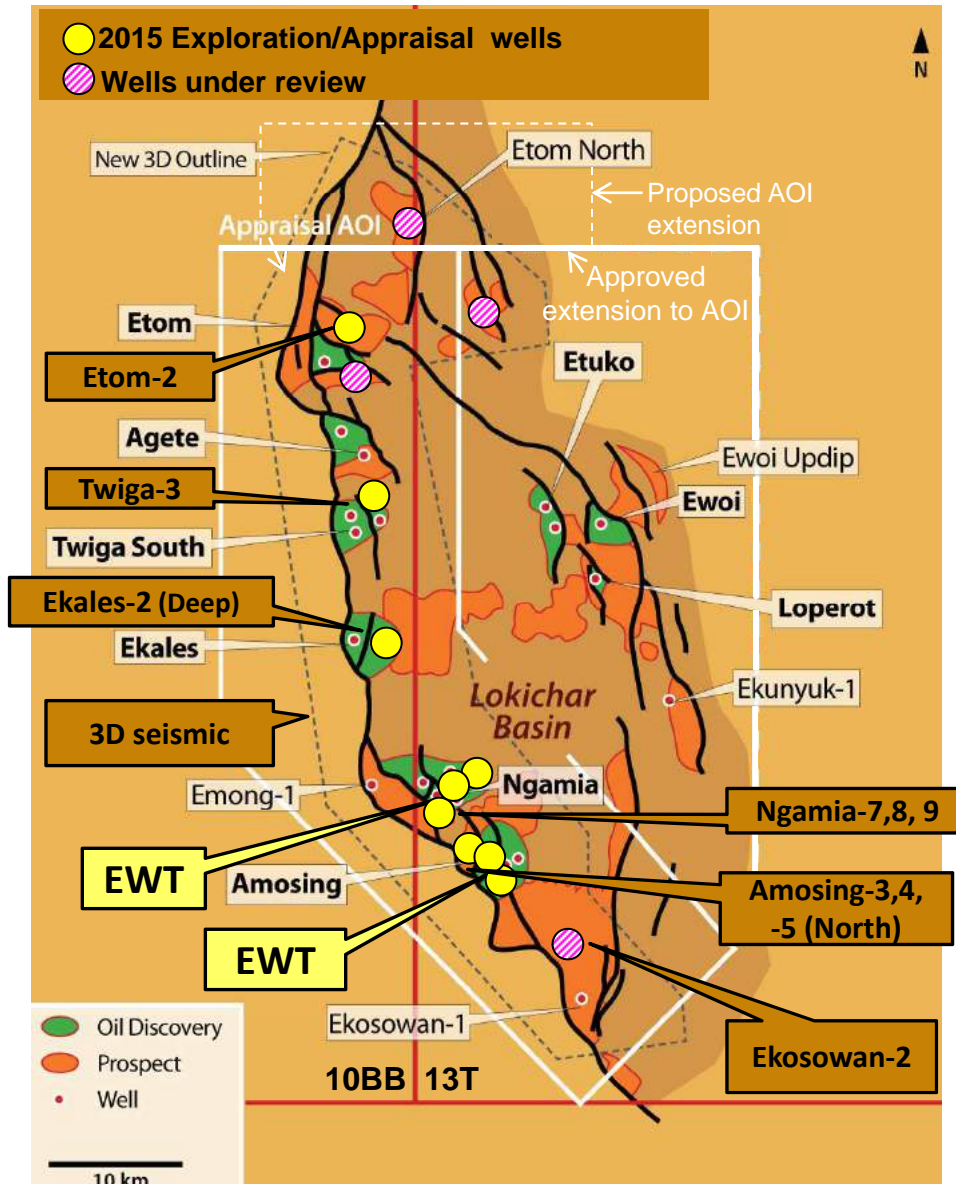 2015 Exploration/Appraisal wells
Wells under review
N
New 3D Outline
Etom North
Proposed AOI
extension
Appraisal AOI
Approved
extension to AOI
Etom
Etom-2
Etuko
Agete
Ewoi Updip
Twiga-3
Ewoi
Twiga South
Ekales-2 (Deep)
Loperot
Ekales
Lokichar
Basin
Ekunyuk-1
3D seismic
Emong-1
Ngamia
Ngamia-7,8, 9
EWT
Amosing
Amosing-3,4,
-5 (North)
EWT
Ekosowan-1
Ekosowan-2
Oil Discovery
Prospect
Well
10BB 13T
10 km